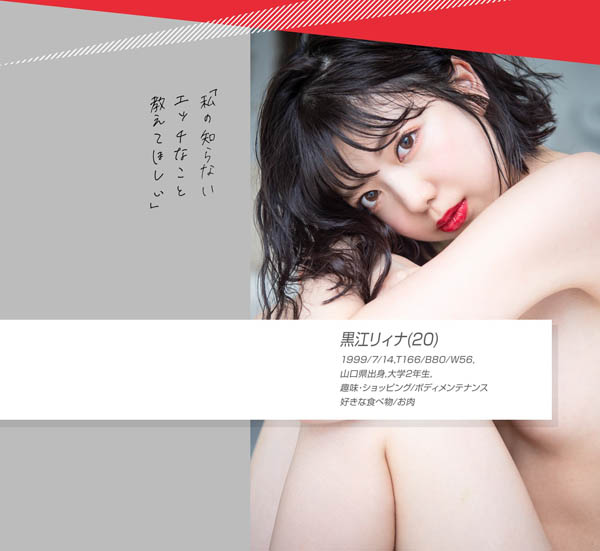 「私の知らない
エッチなこと
教えてほしい」
黒江リィナ(20)
1999/7/14,T166/B80/W56,
山口県出身,大学2年生,
趣味・ショッピング/ボディメンテナンス
好きな食べ物/お肉